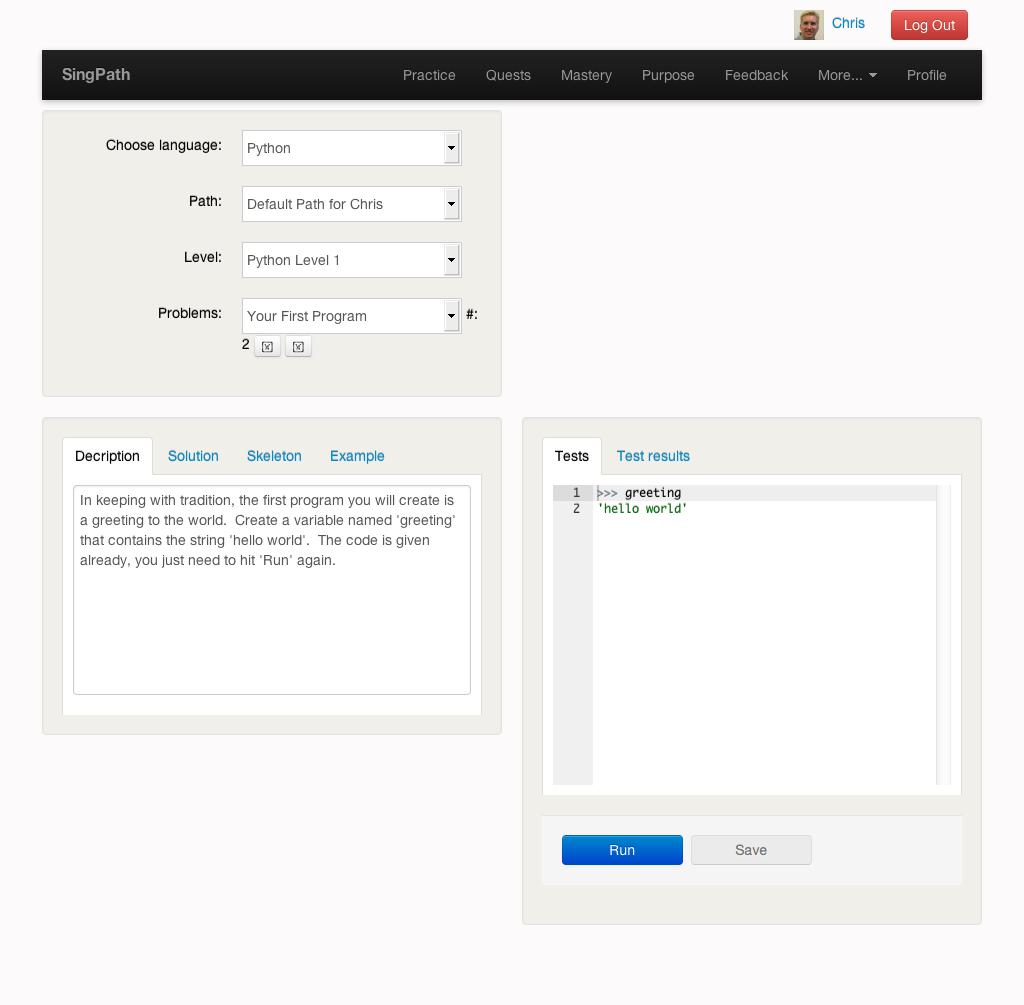 Chris
Log Out
SingPath
Practice Quests Mastery Purpose Feedback More... Profile
Choose language: Python
Path: Default Path for Chris
Level: Python Level 1
Problems: Your First Program #:
2
Decription Solution Skeleton Example
In keeping with tradition, the first program you will create is
a greeting to the world.  Create a variable named 'greeting'
that contains the string 'hello world'.  The code is given
already, you just need to hit 'Run' again.
Tests Test results
1 >>> greeting
2 'hello world'
Run Save